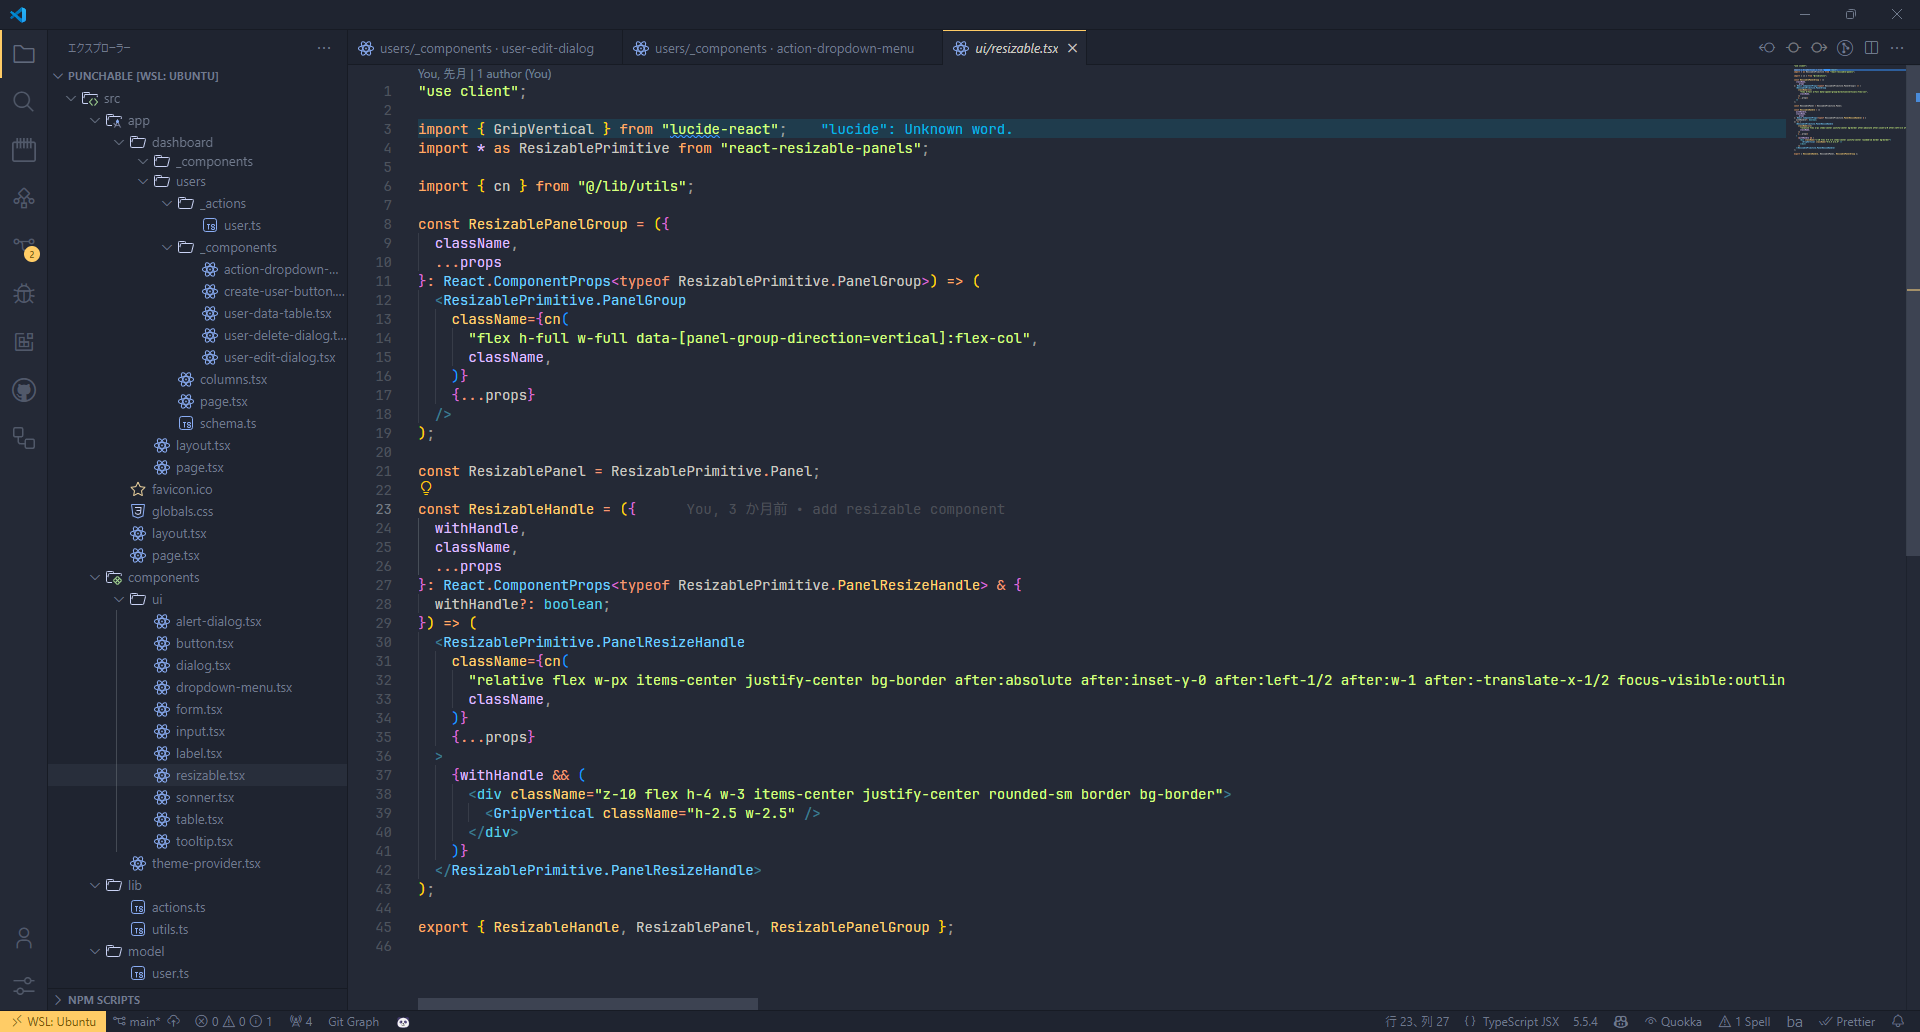 エクスプローラー
PUNCHABLE [WSL: UBUNTU]
src
app
dashboard
_components
users
_actions
user.ts
_components
action-dropdown-...
create-user-button....
user-data-table.tsx
user-delete-dialog.t...
user-edit-dialog.tsx
columns.tsx
page.tsx
schema.ts
layout.tsx
page.tsx
favicon.ico
globals.css
layout.tsx
page.tsx
components
ui
alert-dialog.tsx
button.tsx
dialog.tsx
dropdown-menu.tsx
form.tsx
input.tsx
label.tsx
resizable.tsx
sonner.tsx
table.tsx
tooltip.tsx
theme-provider.tsx
lib
actions.ts
utils.ts
model
user.ts
NPM SCRIPTS
2
users/_components · user-edit-dialog
users/_components · action-dropdown-menu
ui/resizable.tsx
You, 先月 | 1 author (You)
1 "use client";
2
3 import { GripVertical } from "lucide-react"; "lucide": Unknown word.
4 import * as ResizablePrimitive from "react-resizable-panels";
5
6 import { cn } from "@/lib/utils";
7
8 const ResizablePanelGroup = ({
9 className,
10 ...props
11 }: React.ComponentProps<typeof ResizablePrimitive.PanelGroup>) => (
12 <ResizablePrimitive.PanelGroup
13 className={cn(
14 "flex h-full w-full data-[panel-group-direction=vertical]:flex-col",
15 className,
16 )}
17 {...props}
18 />
19 );
20
21 const ResizablePanel = ResizablePrimitive.Panel;
22
23 const ResizableHandle = ({ You, 3 か月前 • add resizable component
24 withHandle,
25 className,
26 ...props
27 }: React.ComponentProps<typeof ResizablePrimitive.PanelResizeHandle> & {
28 withHandle?: boolean;
29 }) => (
30 <ResizablePrimitive.PanelResizeHandle
31 className={cn(
32 "relative flex w-px items-center justify-center bg-border after:absolute after:inset-y-0 after:left-1/2 after:w-1 after:-translate-x-1/2 focus-visible:outlin
33 className,
34 )}
35 {...props}
36 >
37 {withHandle && (
38 <div className="z-10 flex h-4 w-3 items-center justify-center rounded-sm border bg-border">
39 <GripVertical className="h-2.5 w-2.5" />
40 </div>
41 )}
42 </ResizablePrimitive.PanelResizeHandle>
43 );
44
45 export { ResizableHandle, ResizablePanel, ResizablePanelGroup };
46
WSL: Ubuntu main* 0 0 1 4 Git Graph 行 23、列 27 {} TypeScript JSX 5.5.4 Quokka 1 Spell ba Prettier